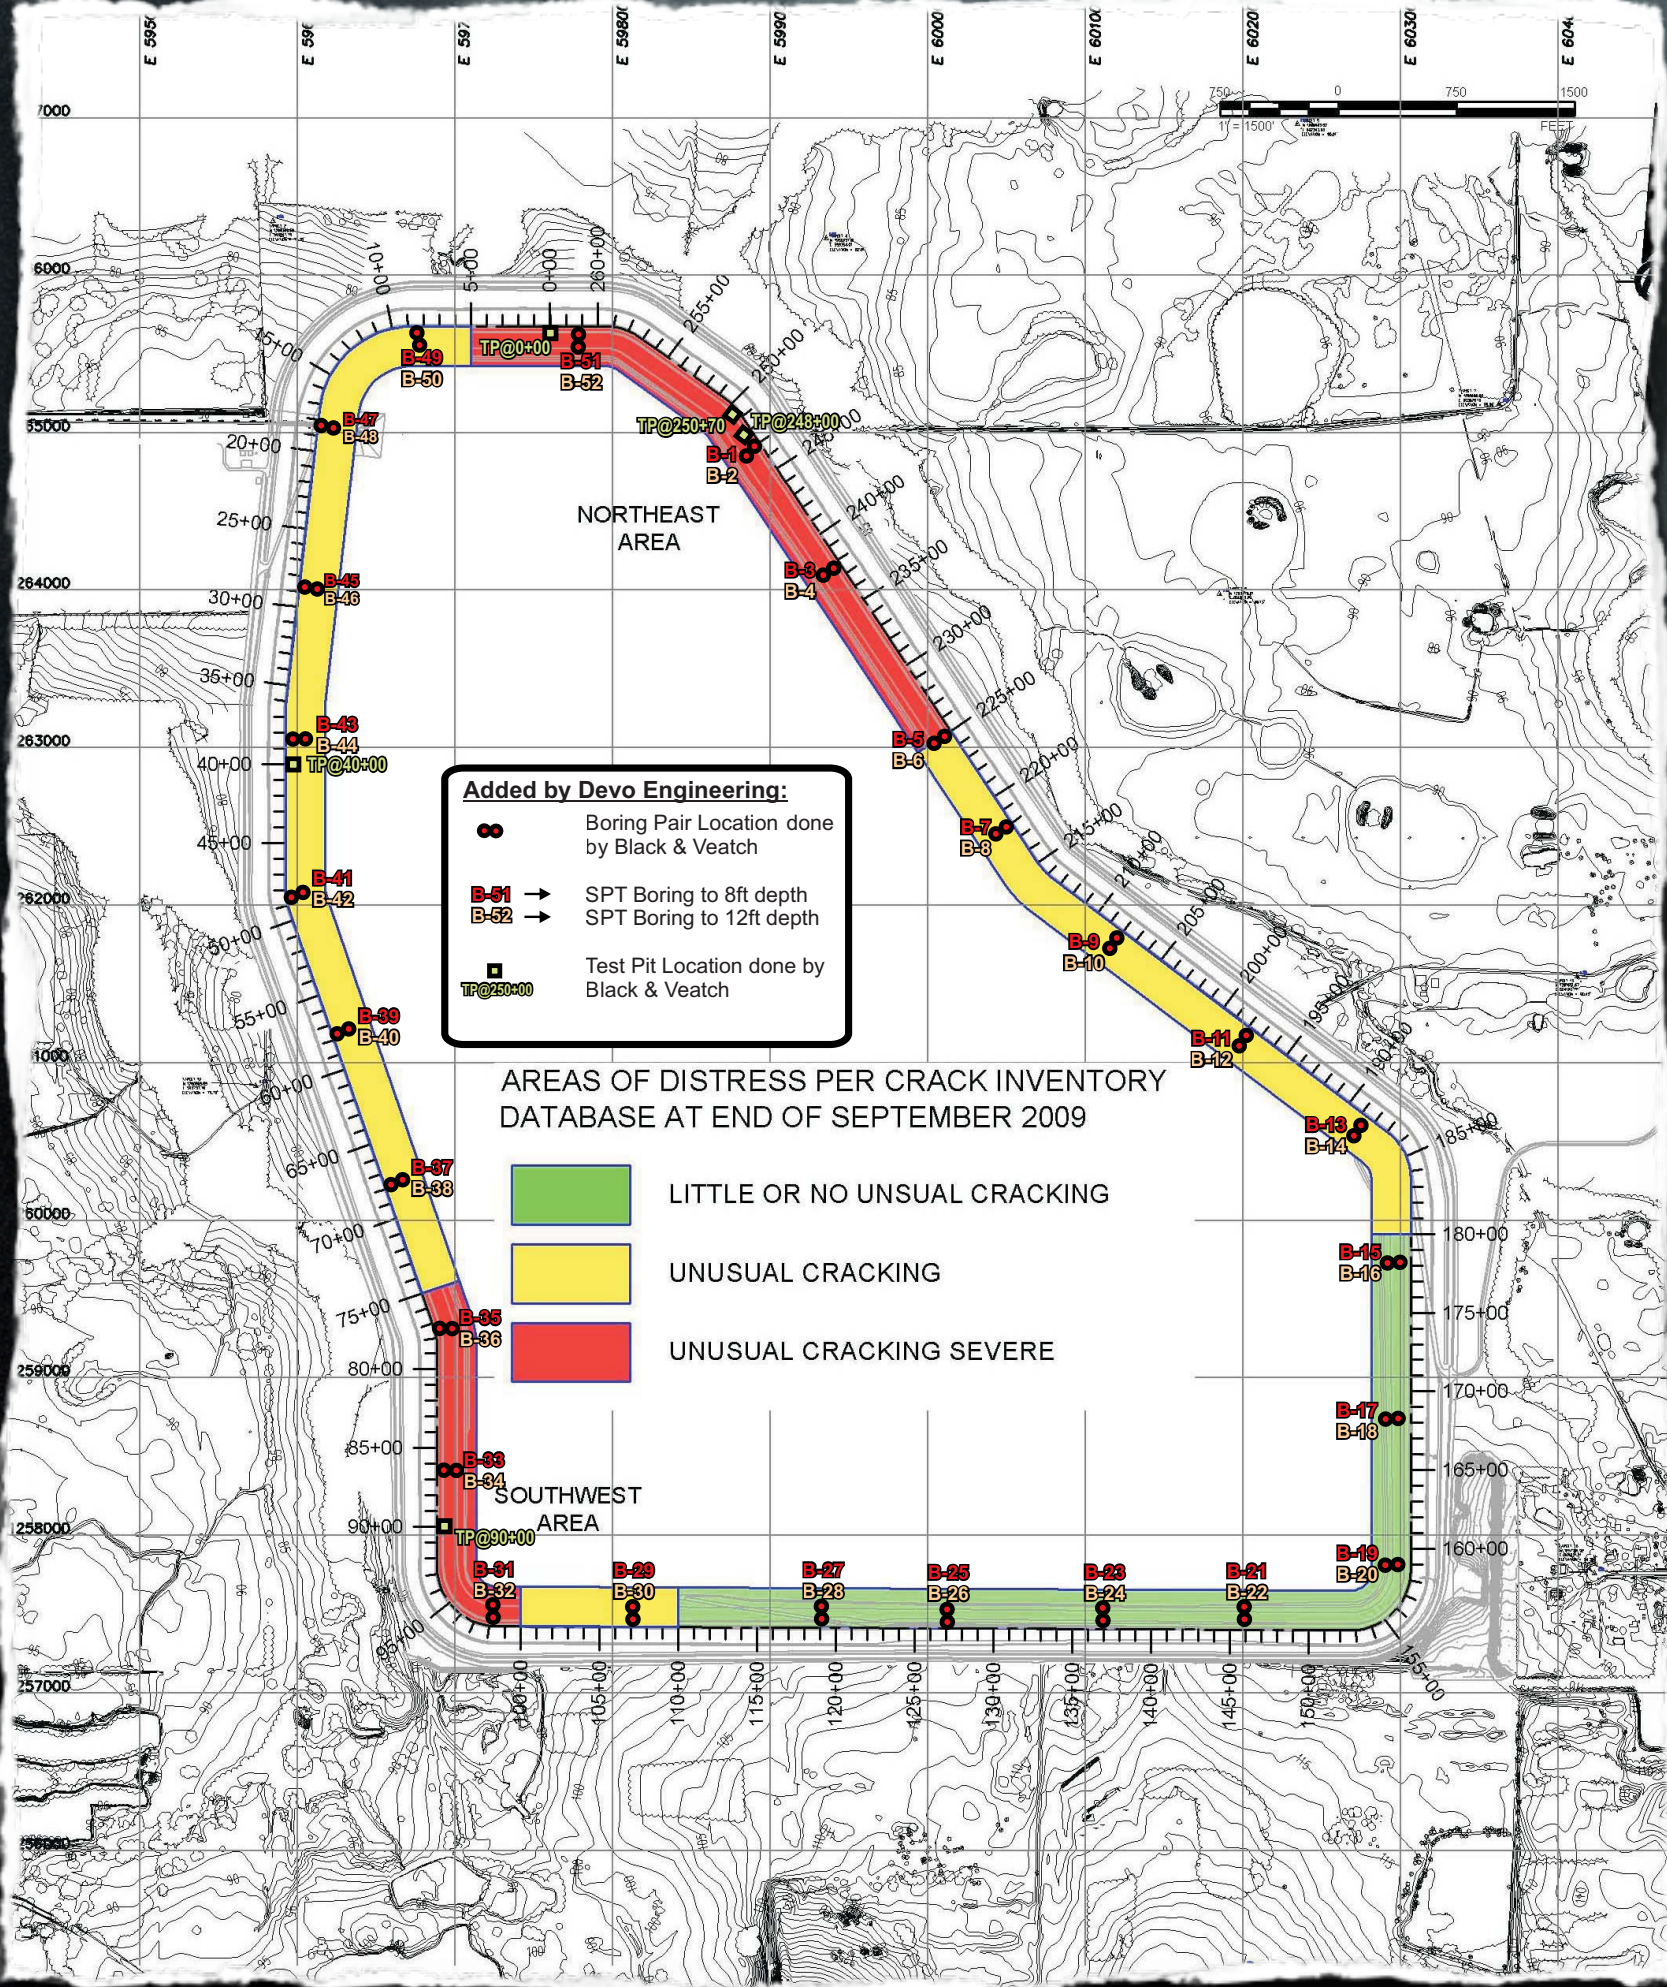 E 5980
E 5990
E 6000
E 6010
E 6020
E 6030
7000
6000
264000
263000
262000
60000
259000
258000
257000
750
0
750
1500
1" = 1500'
FEET
10+00
5+00
0+00
260+00
255+00
250+00
15+00
20+00
25+00
30+00
35+00
40+00
45+00
50+00
55+00
60+00
65+00
70+00
75+00
80+00
85+00
90+00
95+00
100+00
105+00
110+00
115+00
120+00
125+00
130+00
135+00
140+00
145+00
150+00
155+00
160+00
165+00
170+00
175+00
180+00
185+00
190+00
195+00
200+00
205+00
210+00
215+00
220+00
225+00
230+00
235+00
240+00
245+00
TP@0+00
B-49
B-50
B-51
B-52
B-47
B-48
TP@250+70
TP@248+00
B-1
B-2
NORTHEAST
AREA
B-3
B-4
B-45
B-46
B-43
B-44
TP@40+00
B-5
B-6
B-7
B-8
Added by Devo Engineering:
Boring Pair Location done
by Black & Veatch
B-51 → SPT Boring to 8ft depth
B-52 → SPT Boring to 12ft depth
Test Pit Location done by
TP@250+00 Black & Veatch
B-41
B-42
B-9
B-10
B-39
B-40
B-11
B-12
AREAS OF DISTRESS PER CRACK INVENTORY
DATABASE AT END OF SEPTEMBER 2009
B-13
B-14
B-37
B-38
LITTLE OR NO UNSUAL CRACKING
UNUSUAL CRACKING
UNUSUAL CRACKING SEVERE
B-15
B-16
B-35
B-36
B-17
B-18
B-33
B-34
SOUTHWEST
AREA
TP@90+00
B-31
B-32
B-29
B-30
B-27
B-28
B-25
B-26
B-23
B-24
B-21
B-22
B-19
B-20